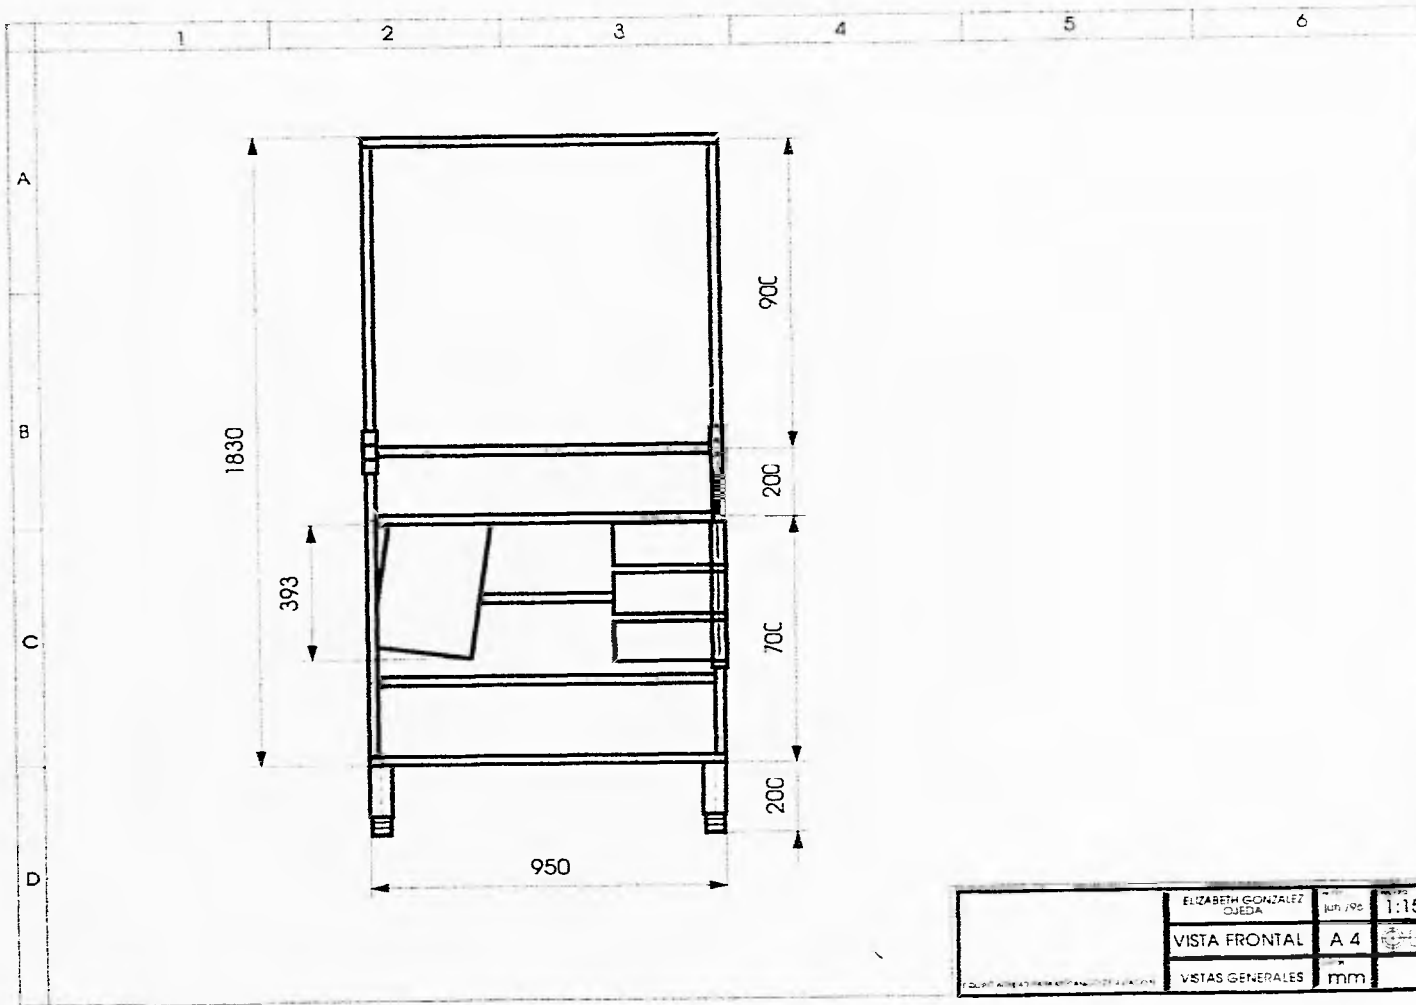 1 2 3 4 5 6
A
B
C
D
1830
900
200
393
700
200
950
ELIZABETH GONZALEZ
OJEDA
1:15
VISTA FRONTAL
A 4
VISTAS GENERALES
mm